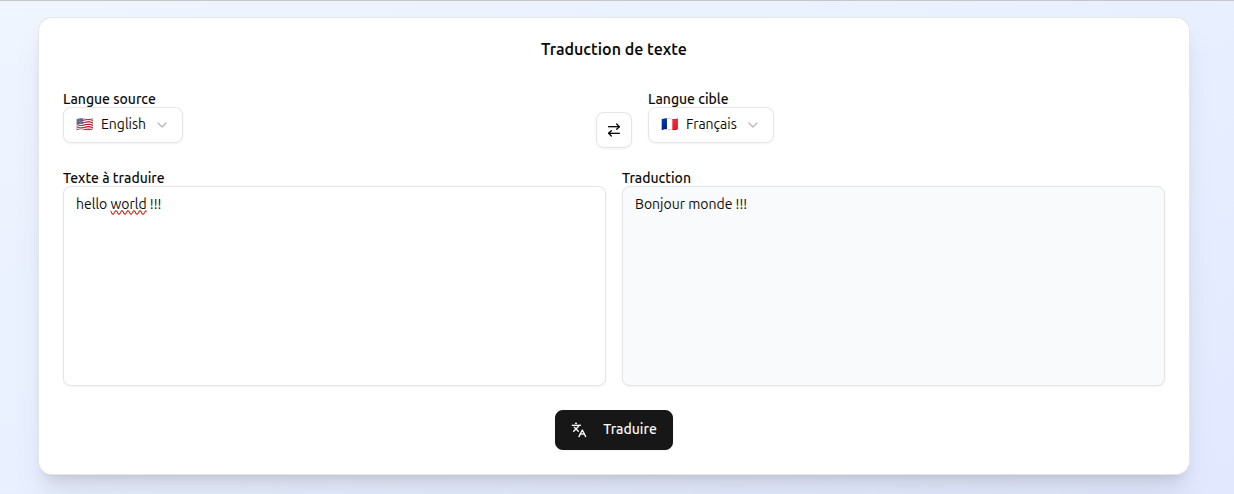 Traduction de texte
Langue source
Langue cible
English
Français
Texte à traduire
Traduction
hello world !!!
Bonjour monde !!!
Traduire